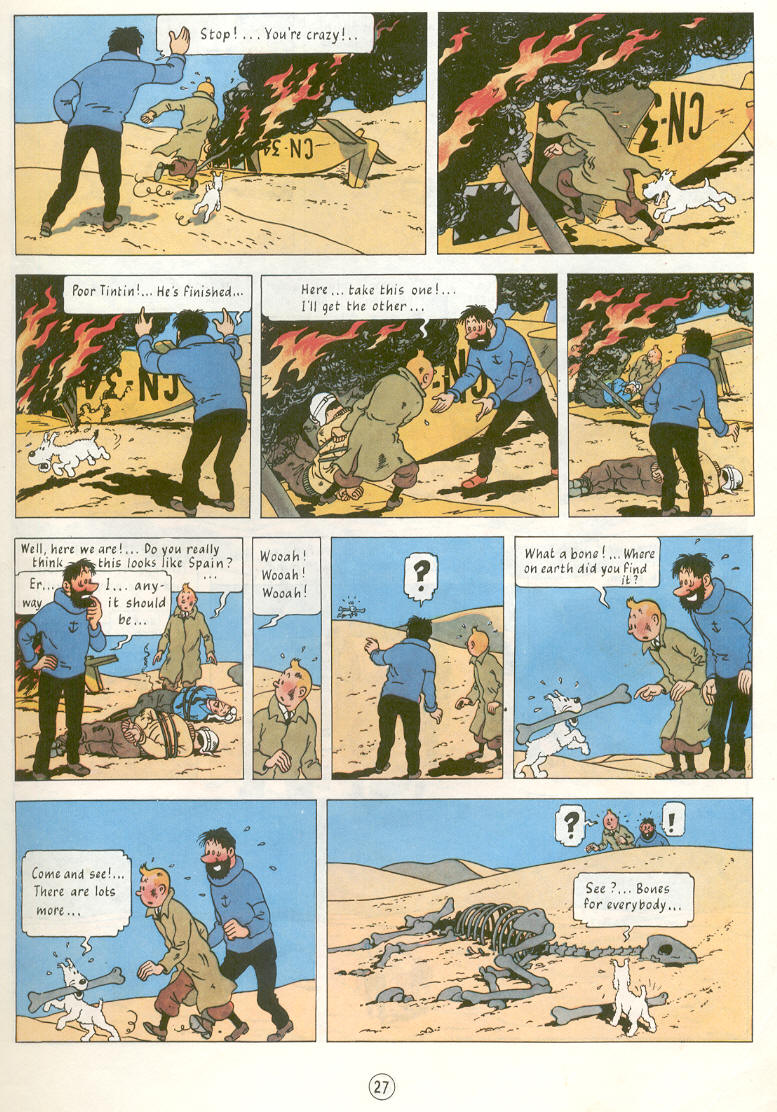 Stop!... You're crazy!..
CN-34
CN-3
Poor Tintin!... He's finished...
CN-34
Here... take this one!...
I'll get the other...
CN
Well, here we are!... Do you really
think this looks like Spain?
...
Er... I... any-
way it should
be...
Wooah!
Wooah!
Wooah!
?
What a bone!... Where
on earth did you find
it?
Come and see!...
There are lots
more...
?
!
See?... Bones
for everybody...
27